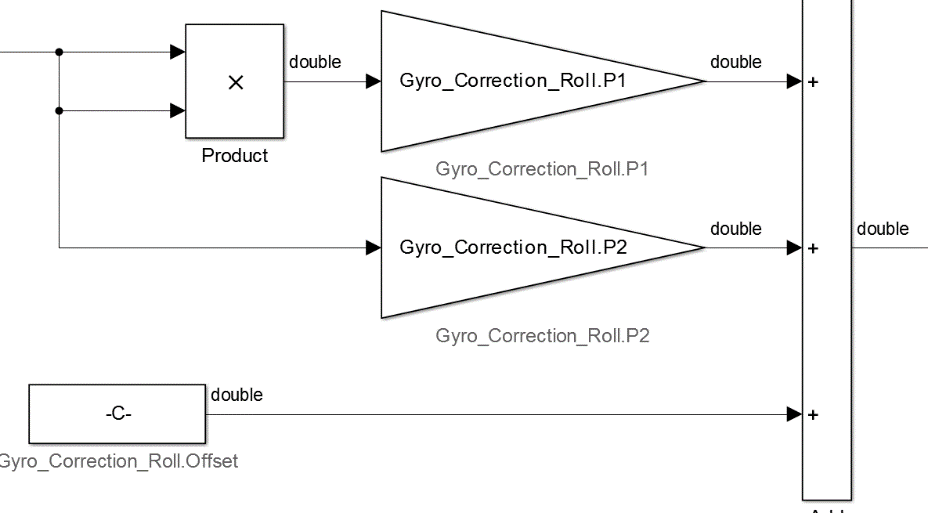 double
Gyro_Correction_Roll.P1
double
+
×
Product
Gyro_Correction_Roll.P1
Gyro_Correction_Roll.P2
double
+
double
Gyro_Correction_Roll.P2
-C-
double
+
Gyro_Correction_Roll.Offset